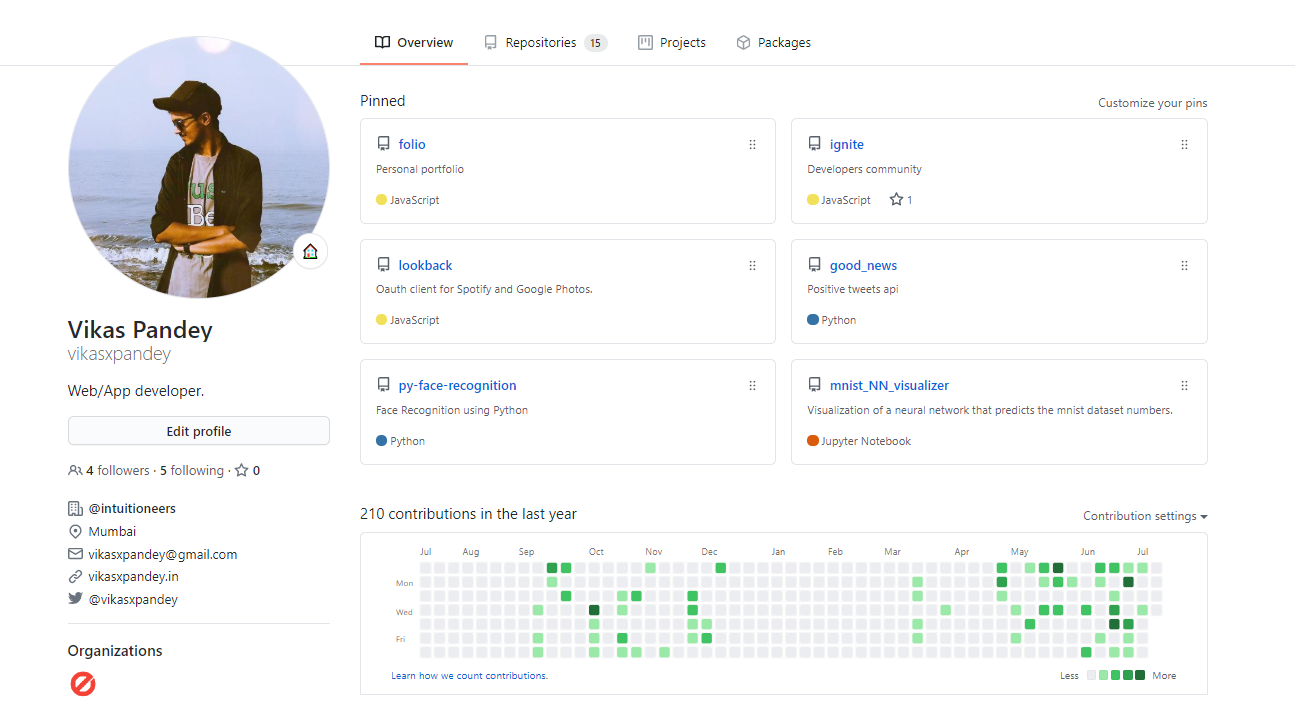 Overview
Repositories 15
Projects
Packages
Vikas Pandey
vikasxpandey
Web/App developer.
Edit profile
4 followers · 5 following · 0
@intuitioneers
Mumbai
vikasxpandey@gmail.com
vikasxpandey.in
@vikasxpandey
Organizations
Pinned
Customize your pins
folio
Personal portfolio
JavaScript
ignite
Developers community
JavaScript 1
lookback
Oauth client for Spotify and Google Photos.
JavaScript
good_news
Positive tweets api
Python
py-face-recognition
Face Recognition using Python
Python
mnist_NN_visualizer
Visualization of a neural network that predicts the mnist dataset numbers.
Jupyter Notebook
210 contributions in the last year
Contribution settings
Jul Aug Sep Oct Nov Dec Jan Feb Mar Apr May Jun Jul
Mon
Wed
Fri
Learn how we count contributions.
Less More